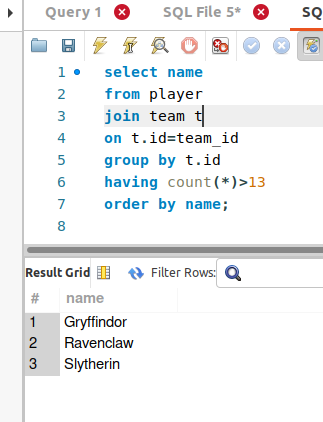 Query 1 SQL File 5* SQ
1 select name
2 from player
3 join team t
4 on t.id=team_id
5 group by t.id
6 having count(*)>13
7 order by name;
8
Result Grid Filter Rows:
# name
1 Gryffindor
2 Ravenclaw
3 Slytherin